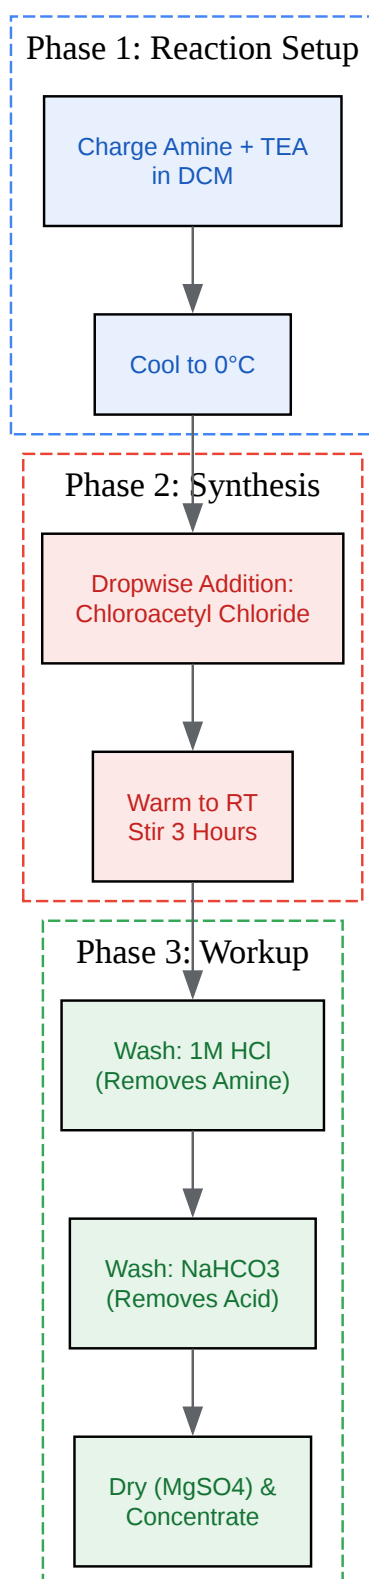 Phase 1: Reaction Setup
Charge Amine + TEA
in DCM
Cool to 0°C
Phase 2: Synthesis
Dropwise Addition:
Chloroacetyl Chloride
Warm to RT
Stir 3 Hours
Phase 3: Workup
Wash: 1M HCl
(Removes Amine)
Wash: NaHCO3
(Removes Acid)
Dry (MgSO4) &
Concentrate